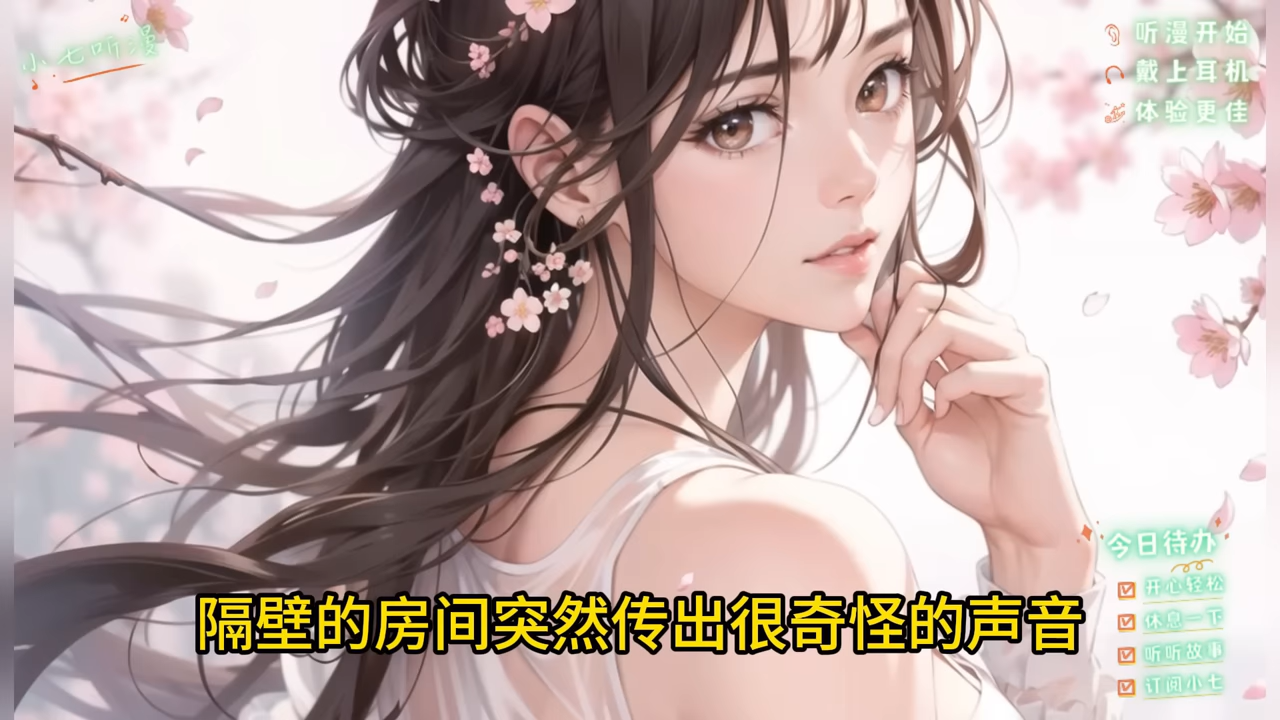 小七听漫
听漫开始
戴上耳机
体验更佳
今日待办
开心轻松
休息一下
听听故事
订阅小七
隔壁的房间突然传出很奇怪的声音